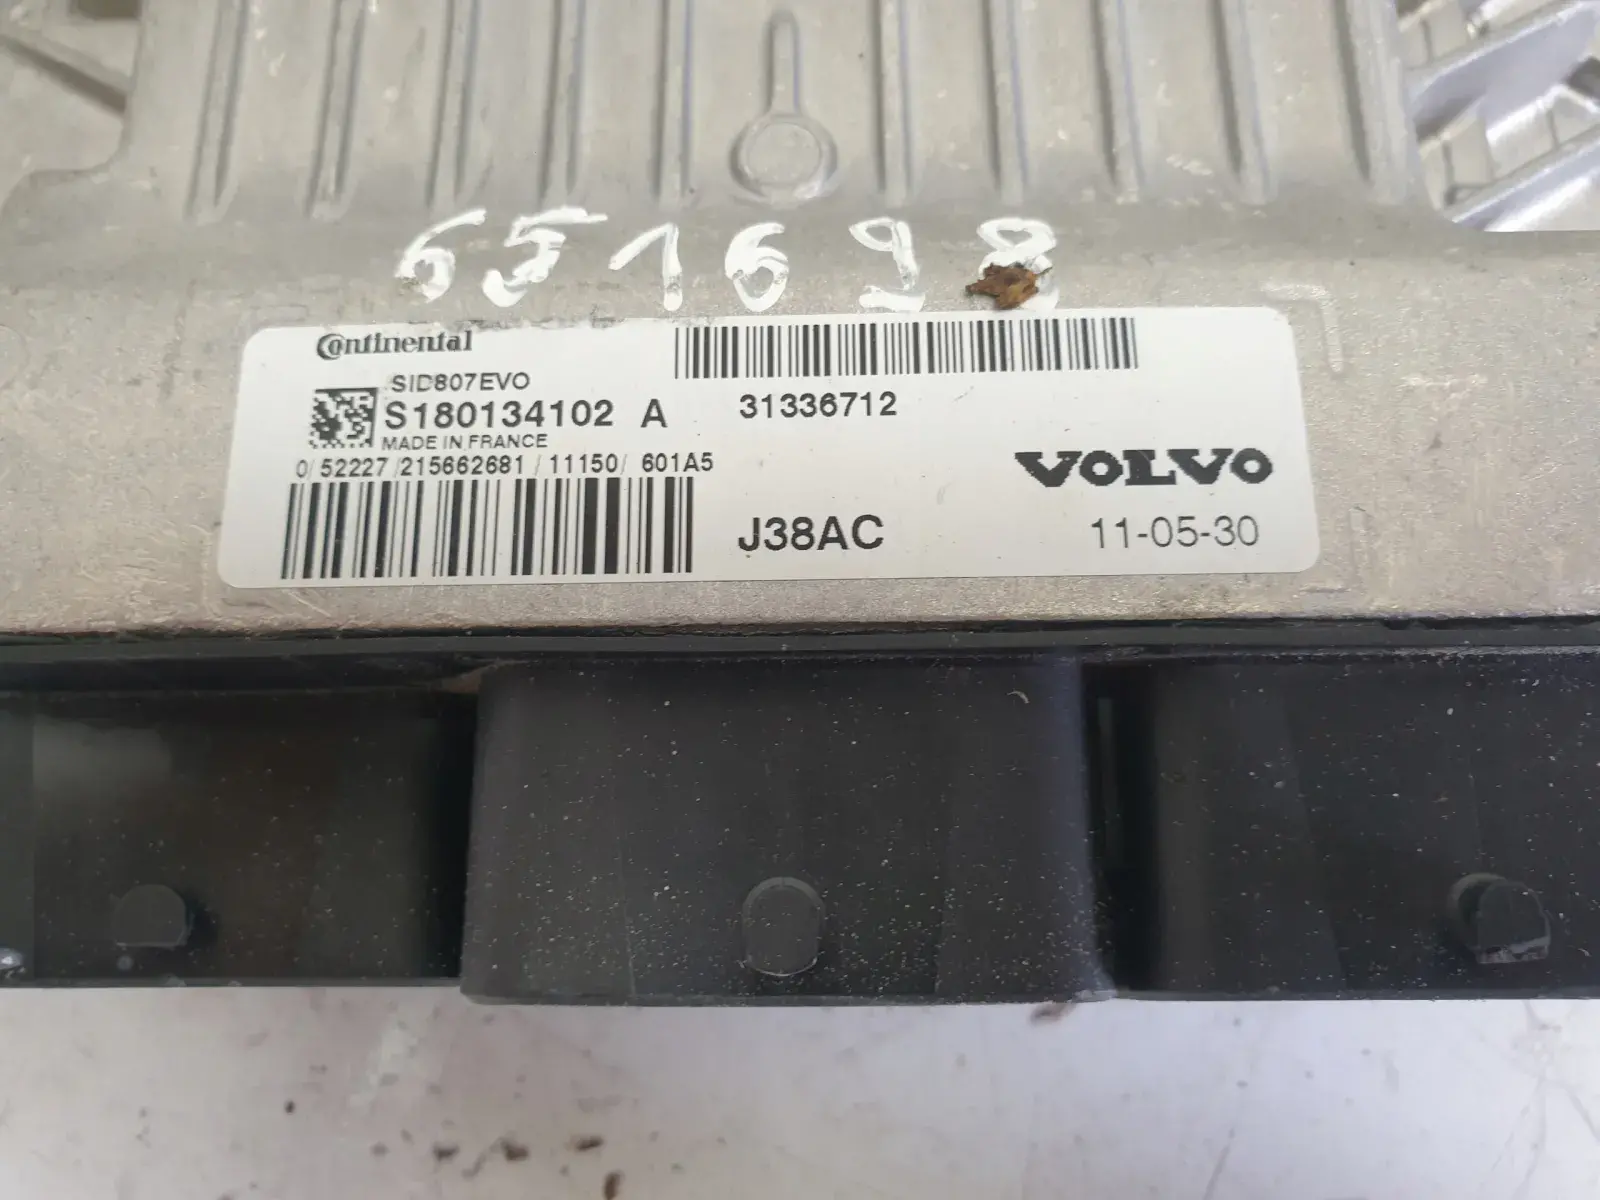 651698
Continental
SID807EVO
S180134102 A
MADE IN FRANCE
0/52227/215662681/11150/601A5
31336712
VOLVO
J38AC
11-05-30